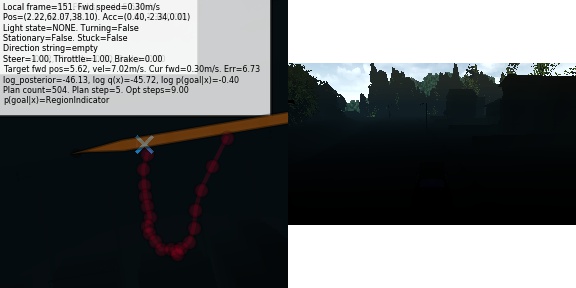 Local frame=151. Fwd speed=0.30m/s
Pos=(2.22,62.07,38.10). Acc=(0.40,-2.34,0.01)
Light state=NONE. Turning=False
Stationary=False. Stuck=False
Direction string=empty
Steer=1.00, Throttle=1.00, Brake=0.00
Target fwd pos=5.62, vel=7.02m/s. Cur fwd=0.30m/s. Err=6.73
log_posterior=-46.13, log q(x)=-45.72, log p(goal|x)=-0.40
Plan count=504. Plan step=5. Opt steps=9.00
p(goal|x)=RegionIndicator